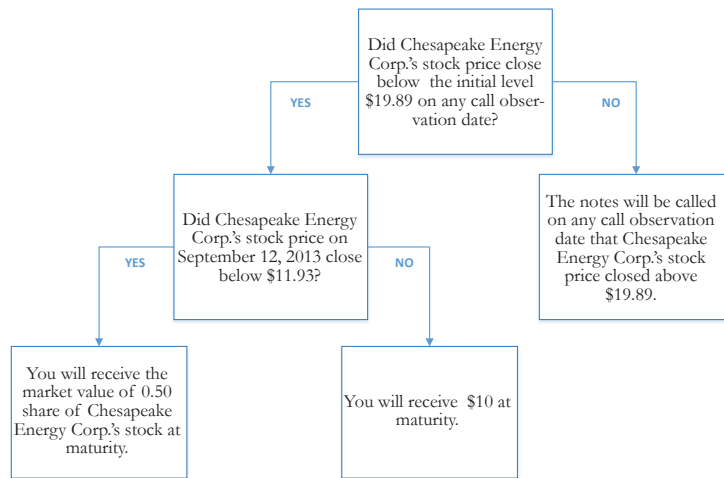 Did Chesapeake Energy
Corp.'s stock price close
below the initial level
$19.89 on any call obser-
vation date?
YES
NO
Did Chesapeake Energy
Corp.'s stock price on
September 12, 2013 close
below $11.93?
The notes will be called
on any call observation
date that Chesapeake
Energy Corp.'s stock
price closed above
$19.89.
YES
NO
You will receive the
market value of 0.50
share of Chesapeake
Energy Corp.'s stock at
maturity.
You will receive $10 at
maturity.